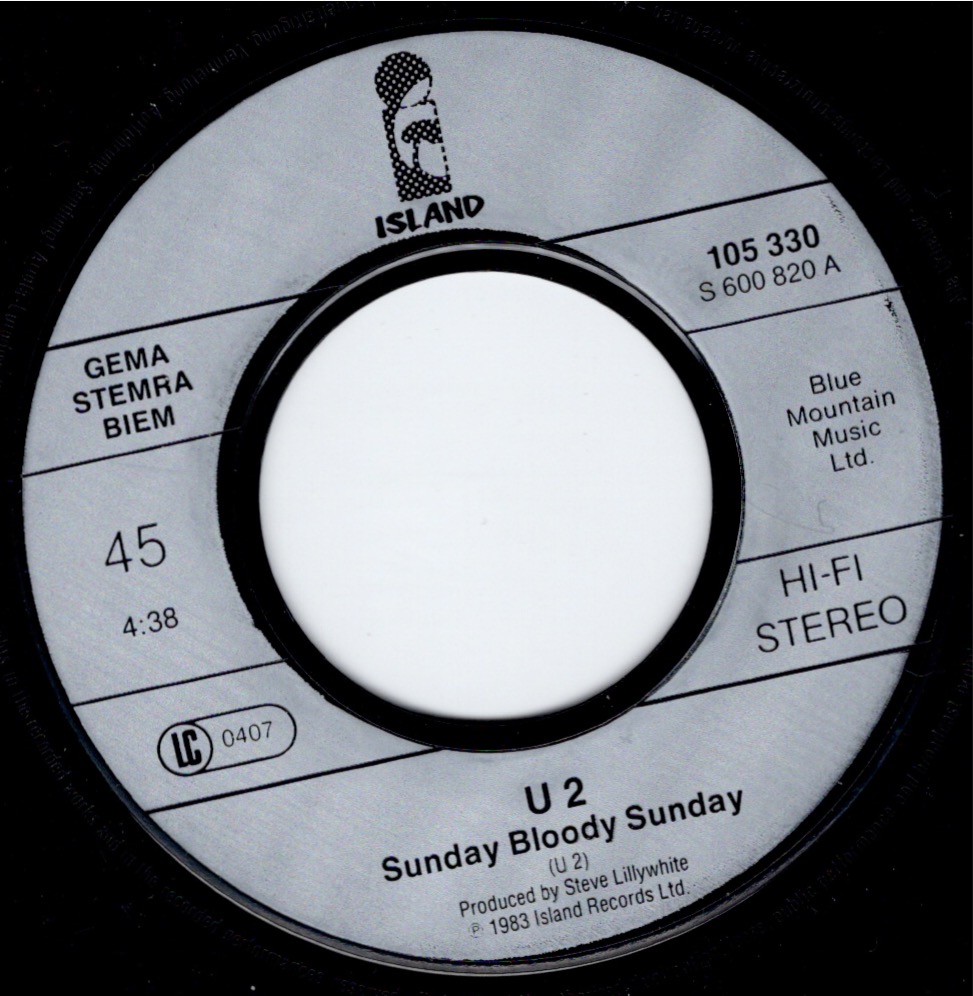 ISLAND
105 330
S 600 820 A
GEMA
STEMRA
BIEM
Blue
Mountain
Music
Ltd.
45
4:38
HI-FI
STEREO
LC 0407
U 2
Sunday Bloody Sunday
(U 2)
Produced by Steve Lillywhite
℗ 1983 Island Records Ltd.